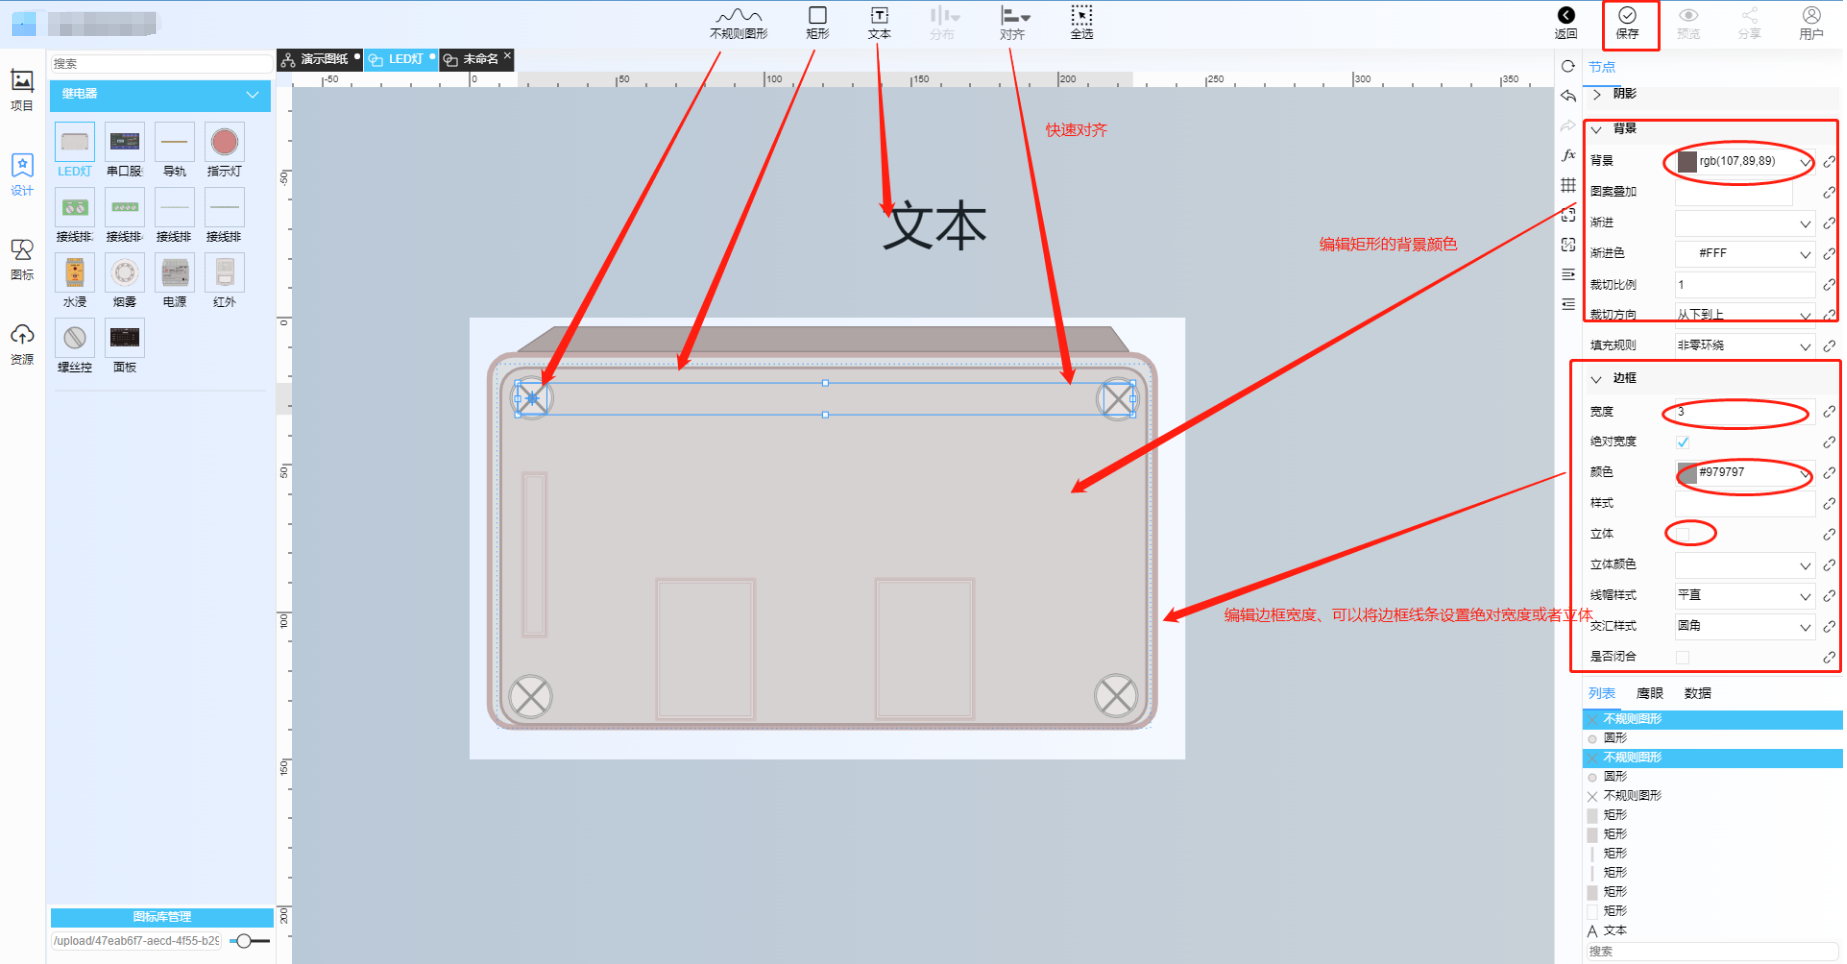 不规则图形
矩形
文本
分布
对齐
全选
返回
保存
预览
分享
用户
搜索
演示图纸
LED灯
未命名
×
节点
项目
设计
图标
资源
继电器
LED灯
串口服
导轨
指示灯
接线排
接线排
接线排
接线排
水浸
烟雾
电源
红外
螺丝控
面板
-50
0
50
100
150
200
250
300
350
-50
0
50
100
150
200
快速对齐
文本
编辑矩形的背景颜色
编辑边框宽度、可以将边框线条设置绝对宽度或者立体
fx
阴影
背景
背景 rgb(107,89,89)
图案叠加
渐进
渐进色 #FFF
裁切比例 1
裁切方向 从下到上
填充规则 非零环绕
边框
宽度 3
绝对宽度
颜色 #979797
样式
立体
立体颜色
线帽样式 平直
交汇样式 圆角
是否闭合
列表 鹰眼 数据
不规则图形
圆形
不规则图形
圆形
不规则图形
矩形
矩形
矩形
矩形
矩形
矩形
A 文本
搜索
图标库管理
/upload/47eab6f7-aecd-4f55-b29